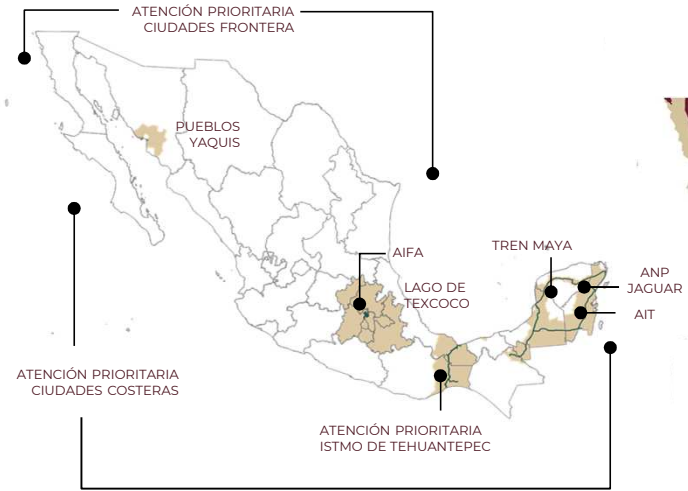 ATENCIÓN PRIORITARIA
CIUDADES FRONTERA
PUEBLOS
YAQUIS
AIFA
LAGO DE
TEXCOCO
TREN MAYA
ANP
JAGUAR
AIT
ATENCIÓN PRIORITARIA
CIUDADES COSTERAS
ATENCIÓN PRIORITARIA
ISTMO DE TEHUANTEPEC